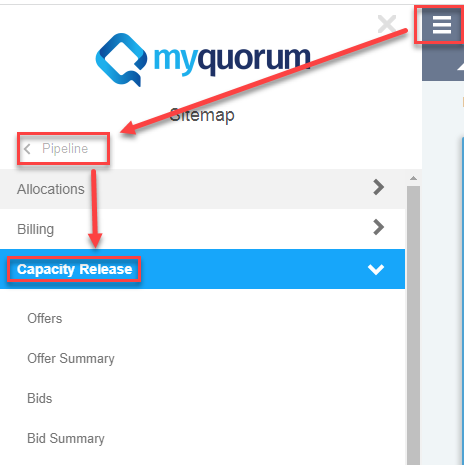 myquorum
Sitemap
Pipeline
Allocations
Billing
Capacity Release
Offers
Offer Summary
Bids
Bid Summary